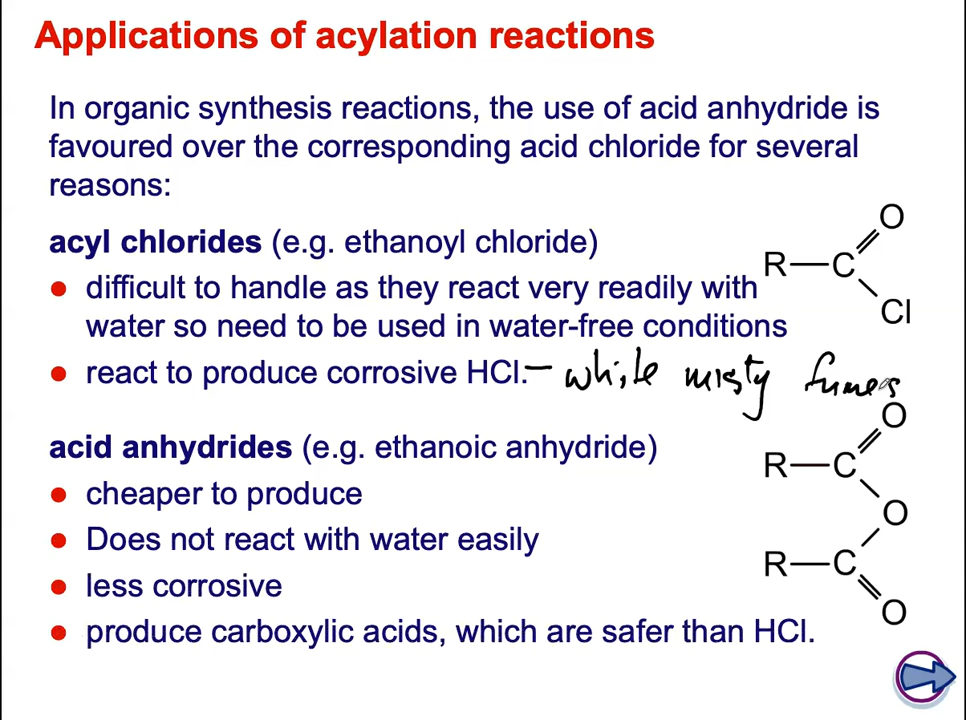 Applications of acylation reactions
In organic synthesis reactions, the use of acid anhydride is
favoured over the corresponding acid chloride for several
reasons:
acyl chlorides (e.g. ethanoyl chloride)
● difficult to handle as they react very readily with
water so need to be used in water-free conditions
● react to produce corrosive HCl. – white misty fumes
O
R—C
Cl
acid anhydrides (e.g. ethanoic anhydride)
● cheaper to produce
● Does not react with water easily
● less corrosive
● produce carboxylic acids, which are safer than HCl.
O
R—C
O
R—C
O